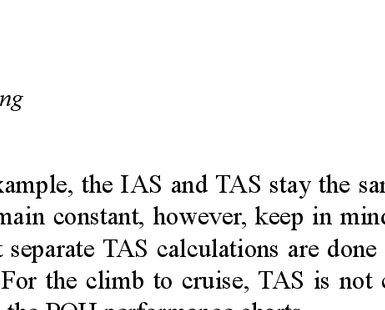 ng
xample, the IAS and TAS stay the sa
main constant, however, keep in min
separate TAS calculations are done
For the climb to cruise, TAS is not
the POH performance charts